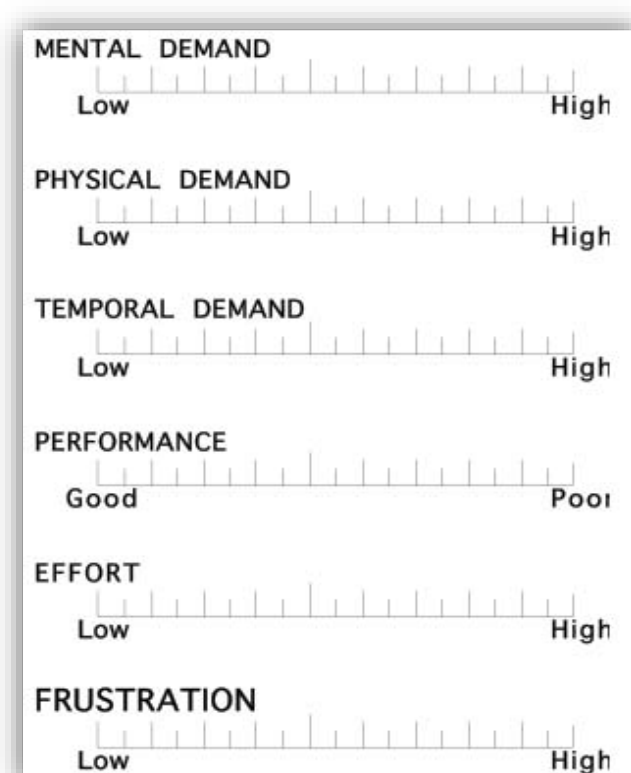 MENTAL DEMAND
Low High
PHYSICAL DEMAND
Low High
TEMPORAL DEMAND
Low High
PERFORMANCE
Good Poor
EFFORT
Low High
FRUSTRATION
Low High